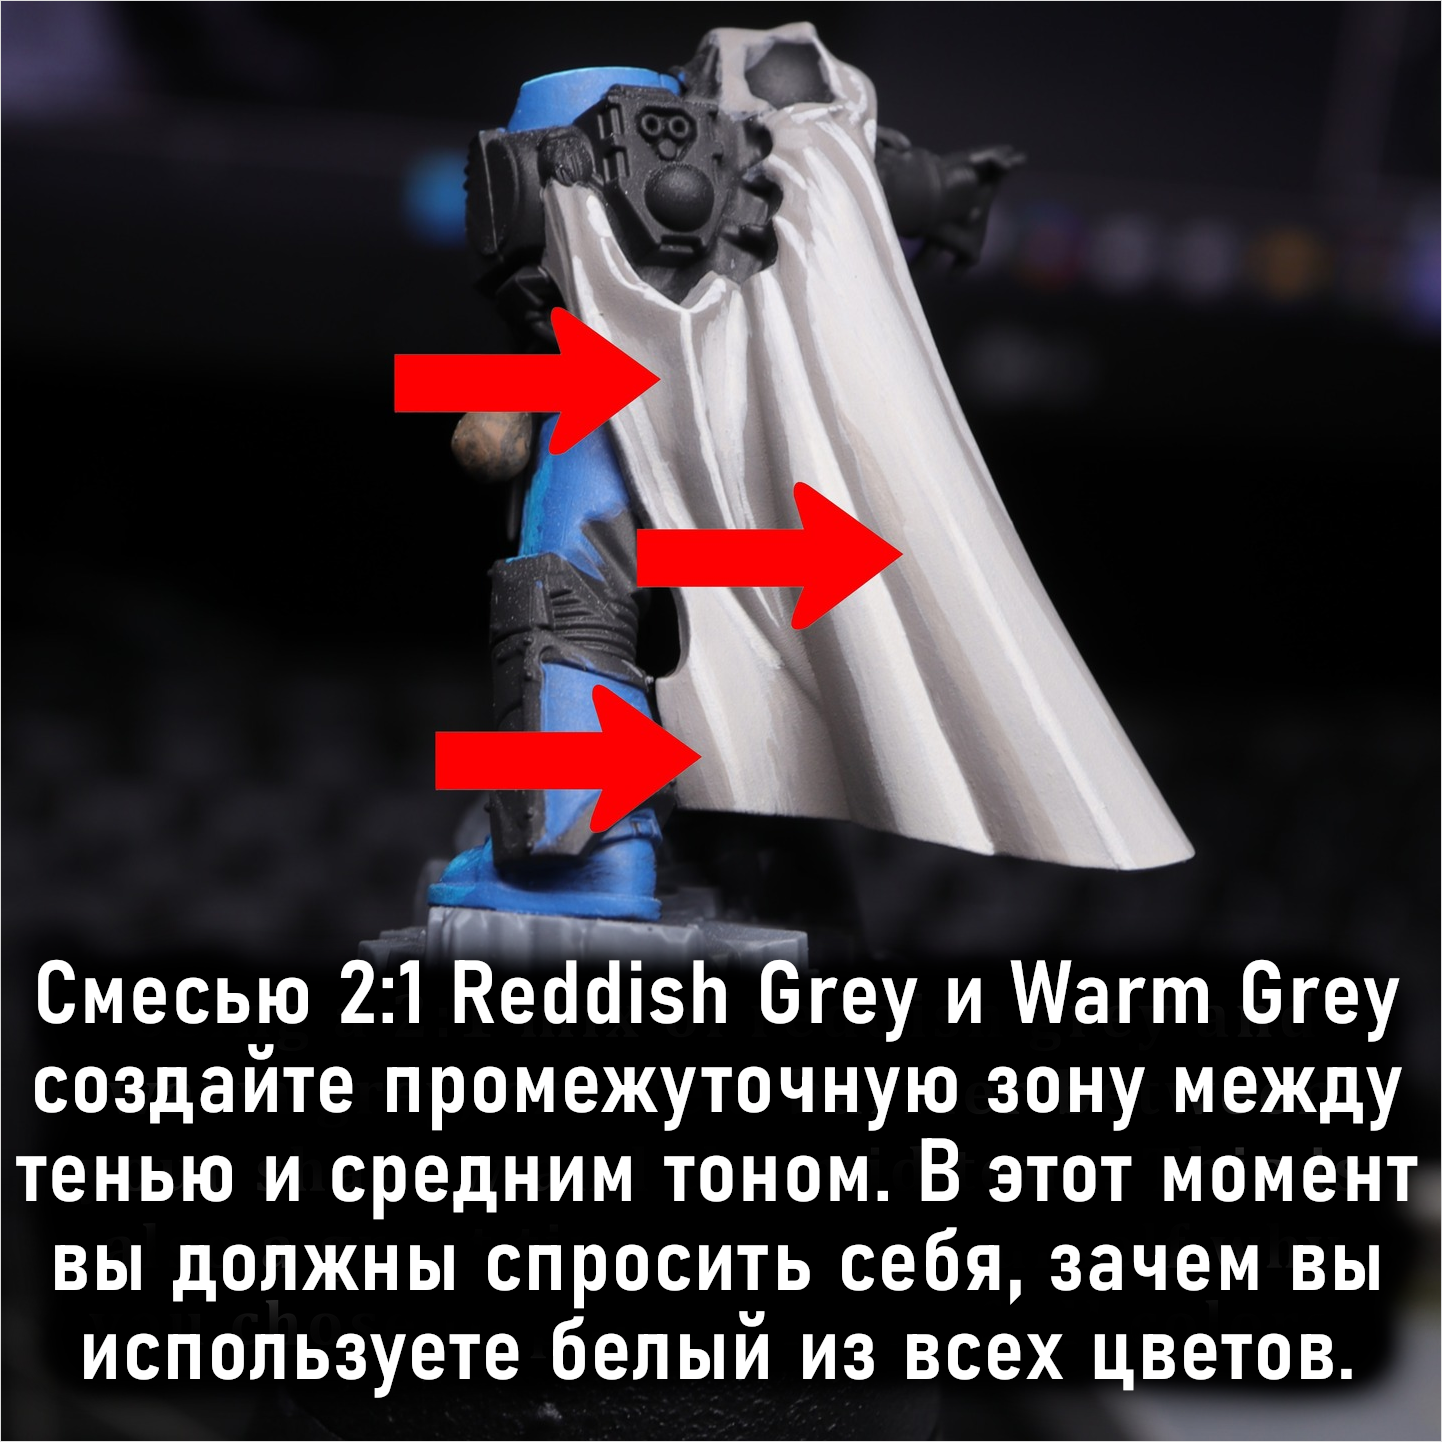 Смесью 2:1 Reddish Grey и Warm Grey
создайте промежуточную зону между
тенью и средним тоном. В этот момент
вы должны спросить себя, зачем вы
используете белый из всех цветов.